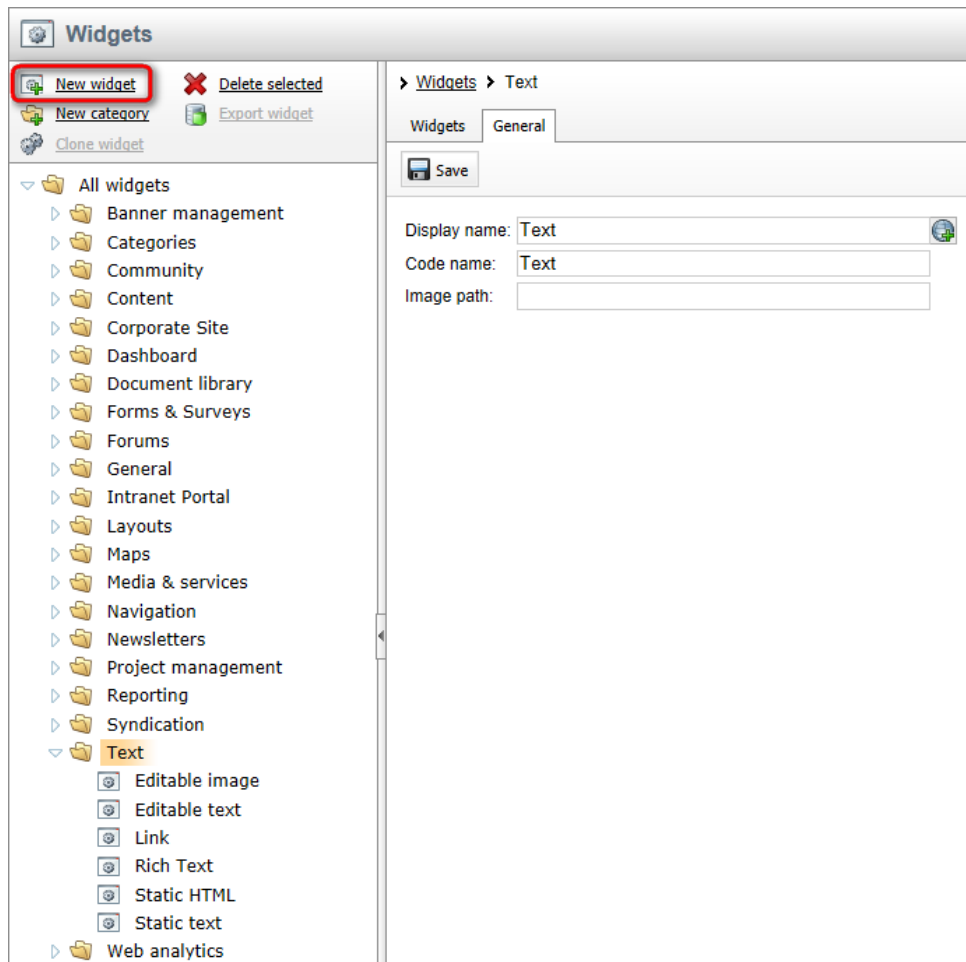 Widgets
New widget Delete selected
New category Export widget
Clone widget
All widgets
Banner management
Categories
Community
Content
Corporate Site
Dashboard
Document library
Forms & Surveys
Forums
General
Intranet Portal
Layouts
Maps
Media & services
Navigation
Newsletters
Project management
Reporting
Syndication
Text
Editable image
Editable text
Link
Rich Text
Static HTML
Static text
Web analytics
Widgets Text
Widgets General
Save
Display name: Text
Code name: Text
Image path: